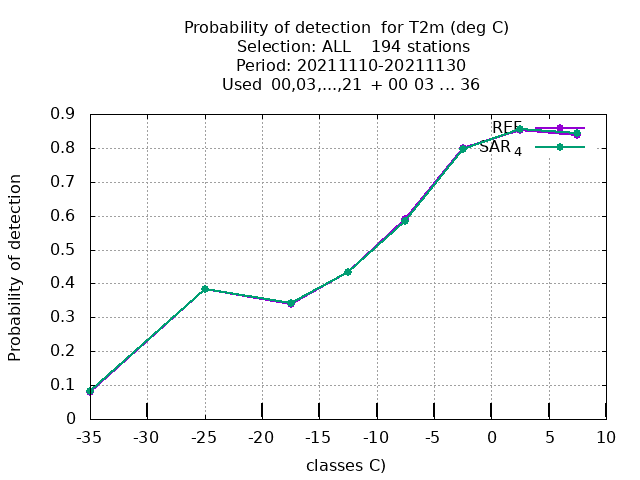 Probability of detection for T2m (deg C)
Selection: ALL 194 stations
Period: 20211110-20211130
Used 00,03,...,21 + 00 03 ... 36
0.9
0.8
0.7
0.6
0.5
0.4
0.3
0.2
0.1
0
Probability of detection
REF
SAR 4
-35 -30 -25 -20 -15 -10 -5 0 5 10
classes C)